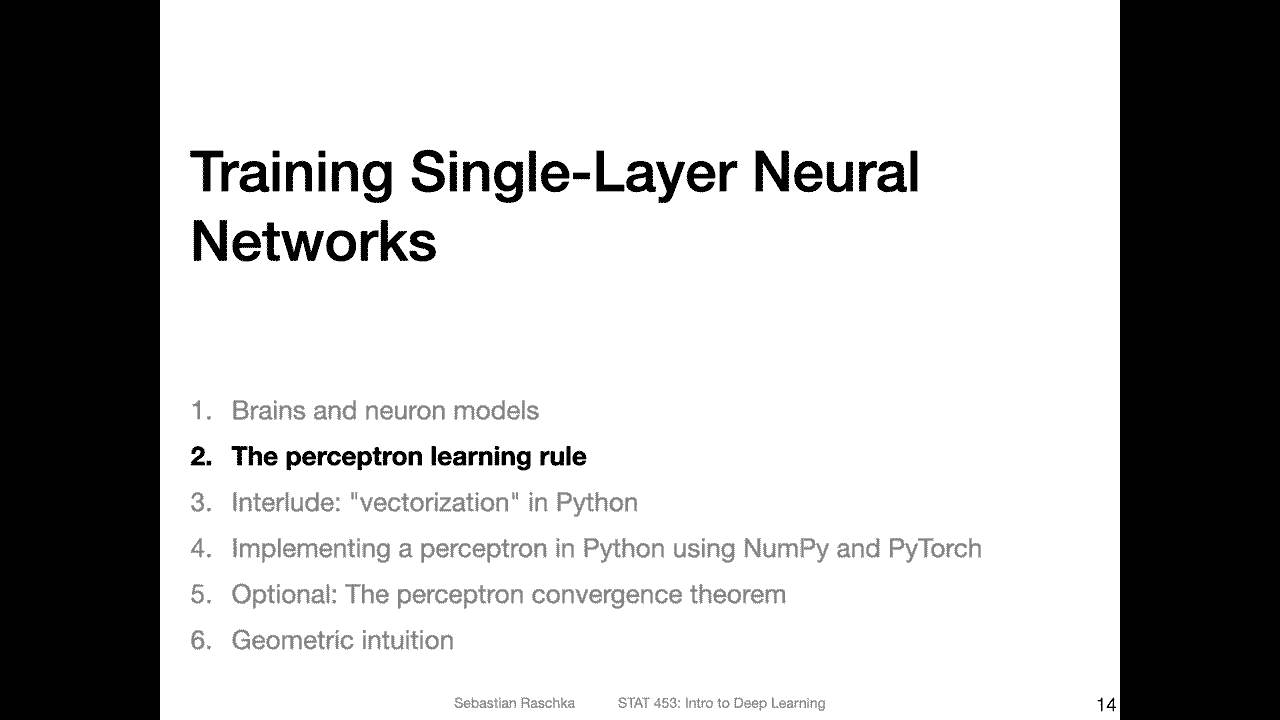 Training Single-Layer Neural
Networks
1. Brains and neuron models
2. The perceptron learning rule
3. Interlude: "vectorization" in Python
4. Implementing a perceptron in Python using NumPy and PyTorch
5. Optional: The perceptron convergence theorem
6. Geometric intuition
Sebastian Raschka STAT 453: Intro to Deep Learning 14